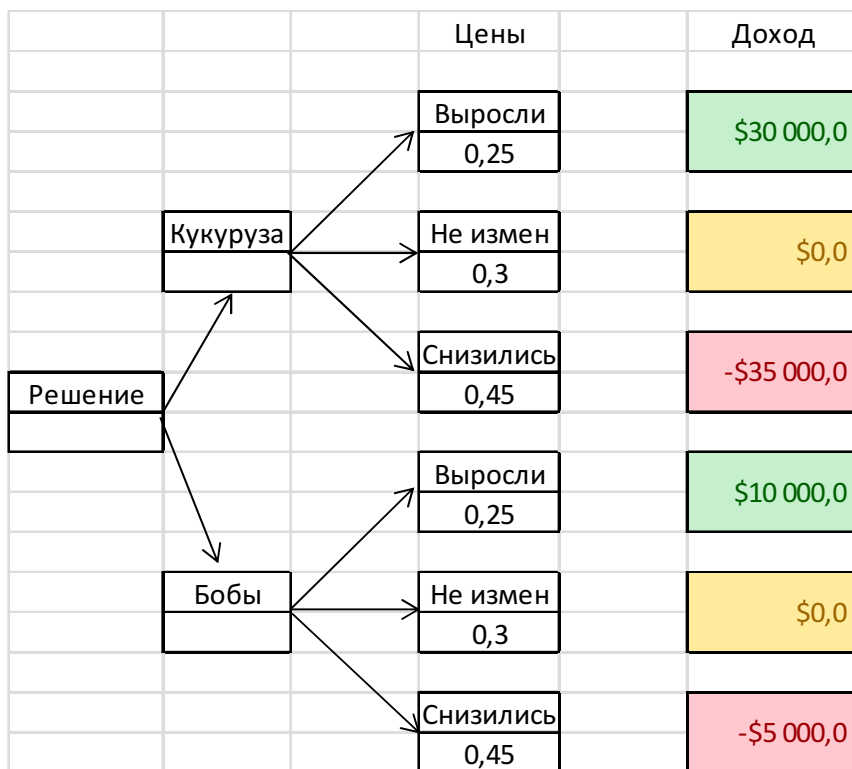 Цены Доход
Выросли
$30 000,0
0,25
Кукуруза Не измен
$0,0
0,3
Снизились
-$35 000,0
Решение 0,45
Выросли
$10 000,0
0,25
Бобы Не измен
$0,0
0,3
Снизились
-$5 000,0
0,45